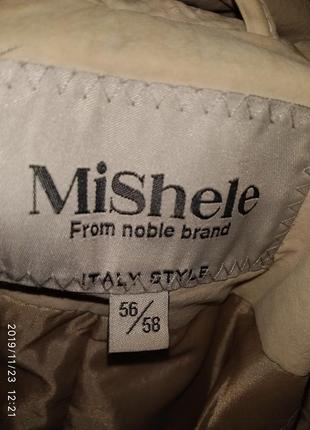 MiShele
From noble brand
ITALY STYLE
56/58
2019/11/23 12:21